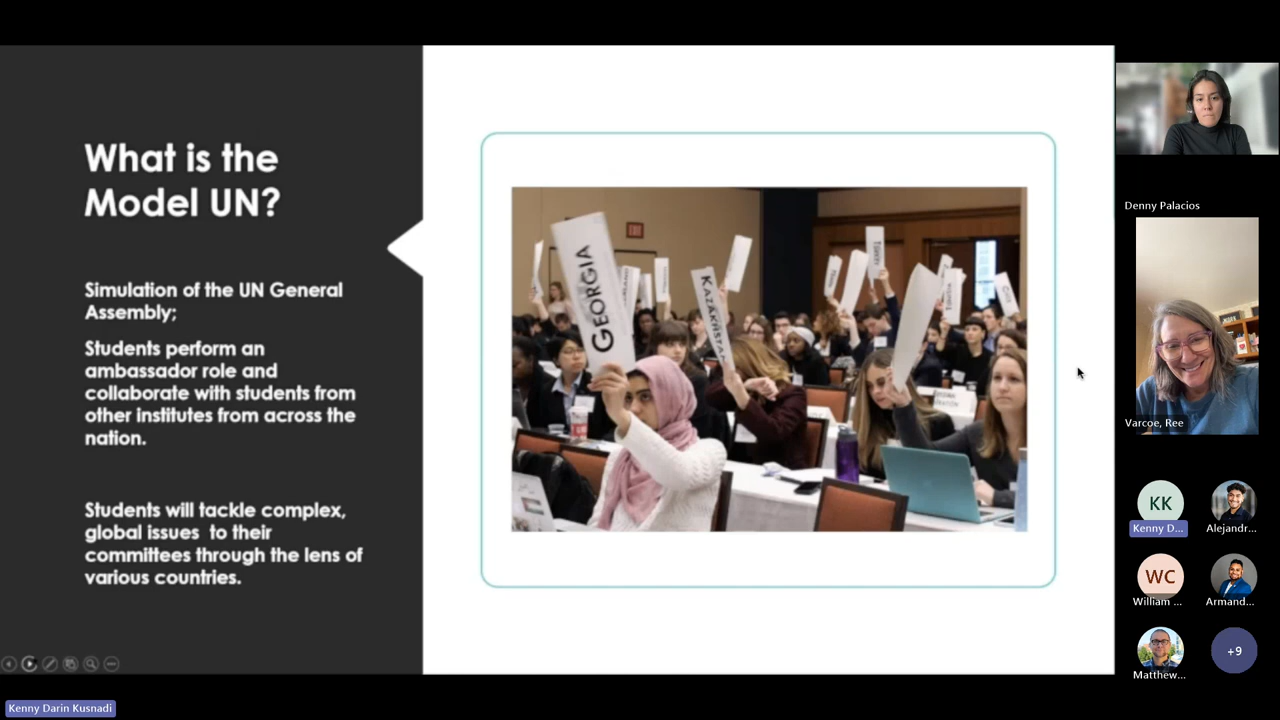 What is the
Model UN?
Simulation of the UN General
Assembly;
Students perform an
ambassador role and
collaborate with students from
other institutes from across the
nation.
Students will tackle complex,
global issues to their
committees through the lens of
various countries.
GEORGIA
KAZAKHSTAN
Denny Palacios
Varcoe, Ree
KK
Kenny D...
Alejandr...
WC
William ...
Armand...
Matthew...
+9
Kenny Darin Kusnadi